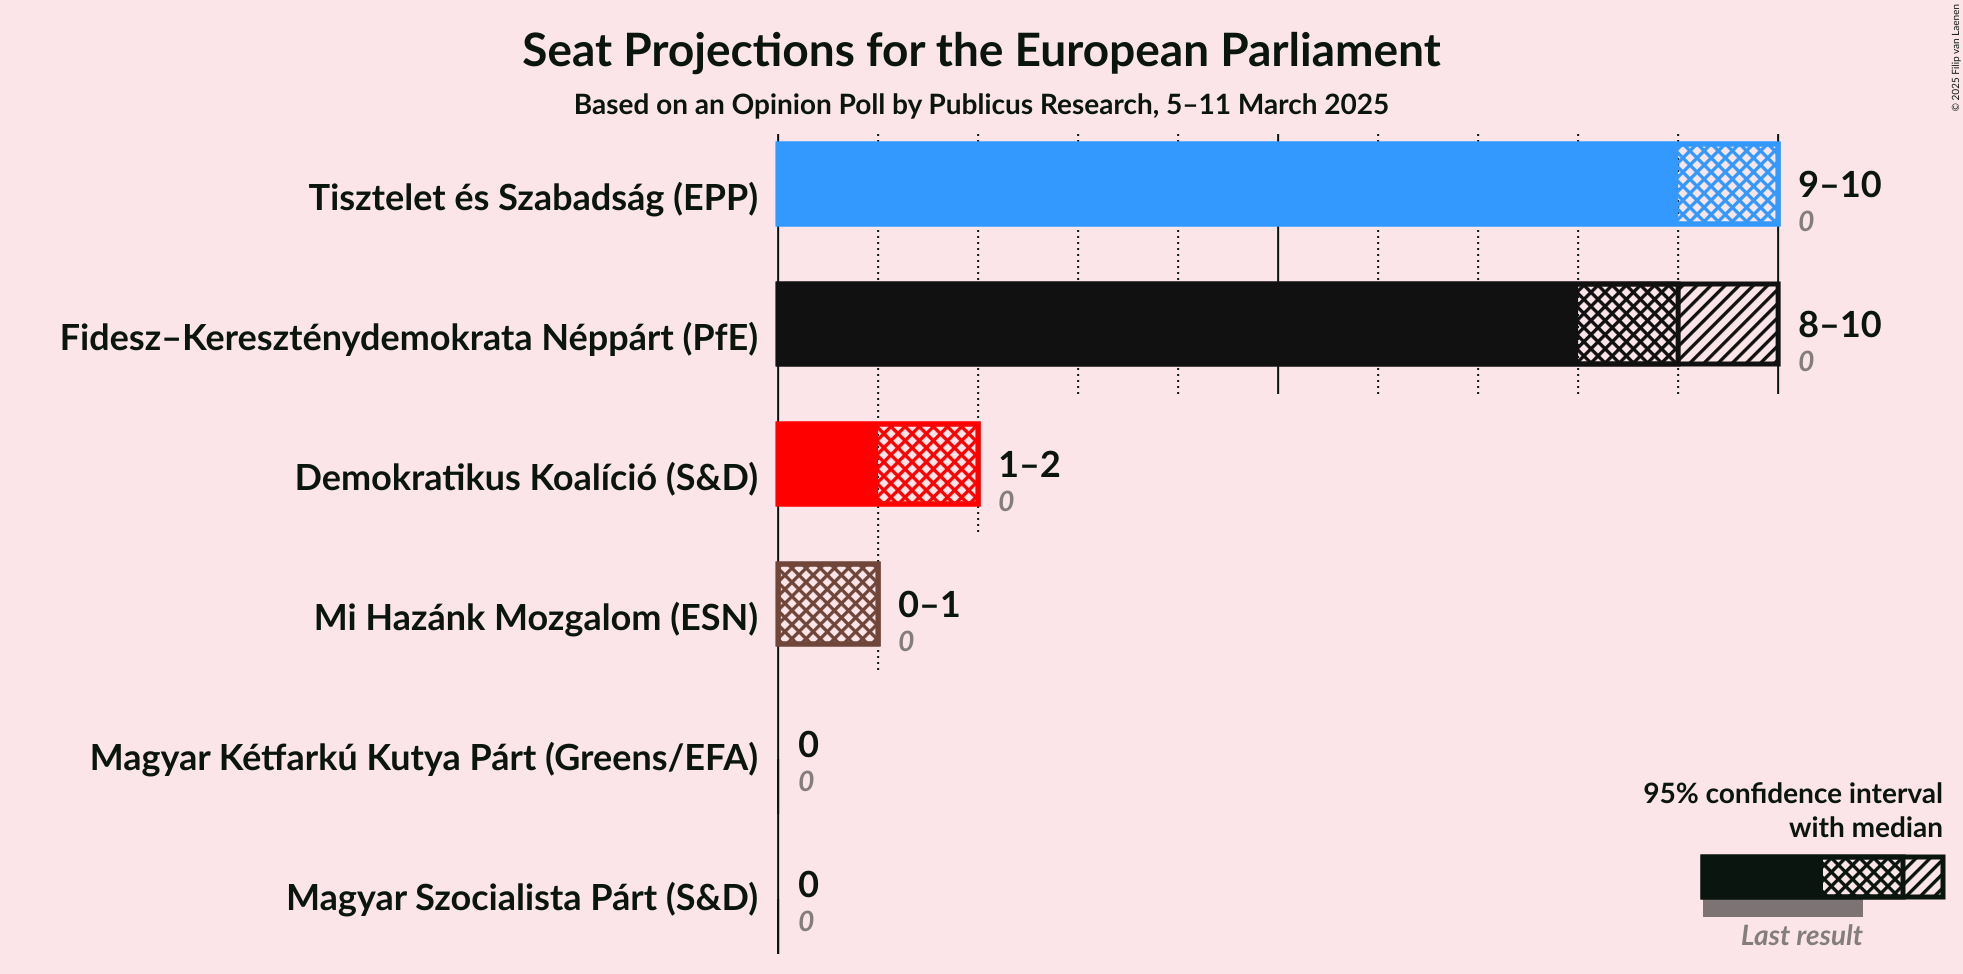 Seat Projections for the European Parliament
Based on an Opinion Poll by Publicus Research, 5–11 March 2025
© 2025 Filip van Laenen
Tisztelet és Szabadság (EPP)
9–10
0
Fidesz–Kereszténydemokrata Néppárt (PfE)
8–10
0
Demokratikus Koalíció (S&D)
1–2
0
Mi Hazánk Mozgalom (ESN)
0–1
0
Magyar Kétfarkú Kutya Párt (Greens/EFA)
0
0
Magyar Szocialista Párt (S&D)
0
0
95% confidence interval
with median
Last result